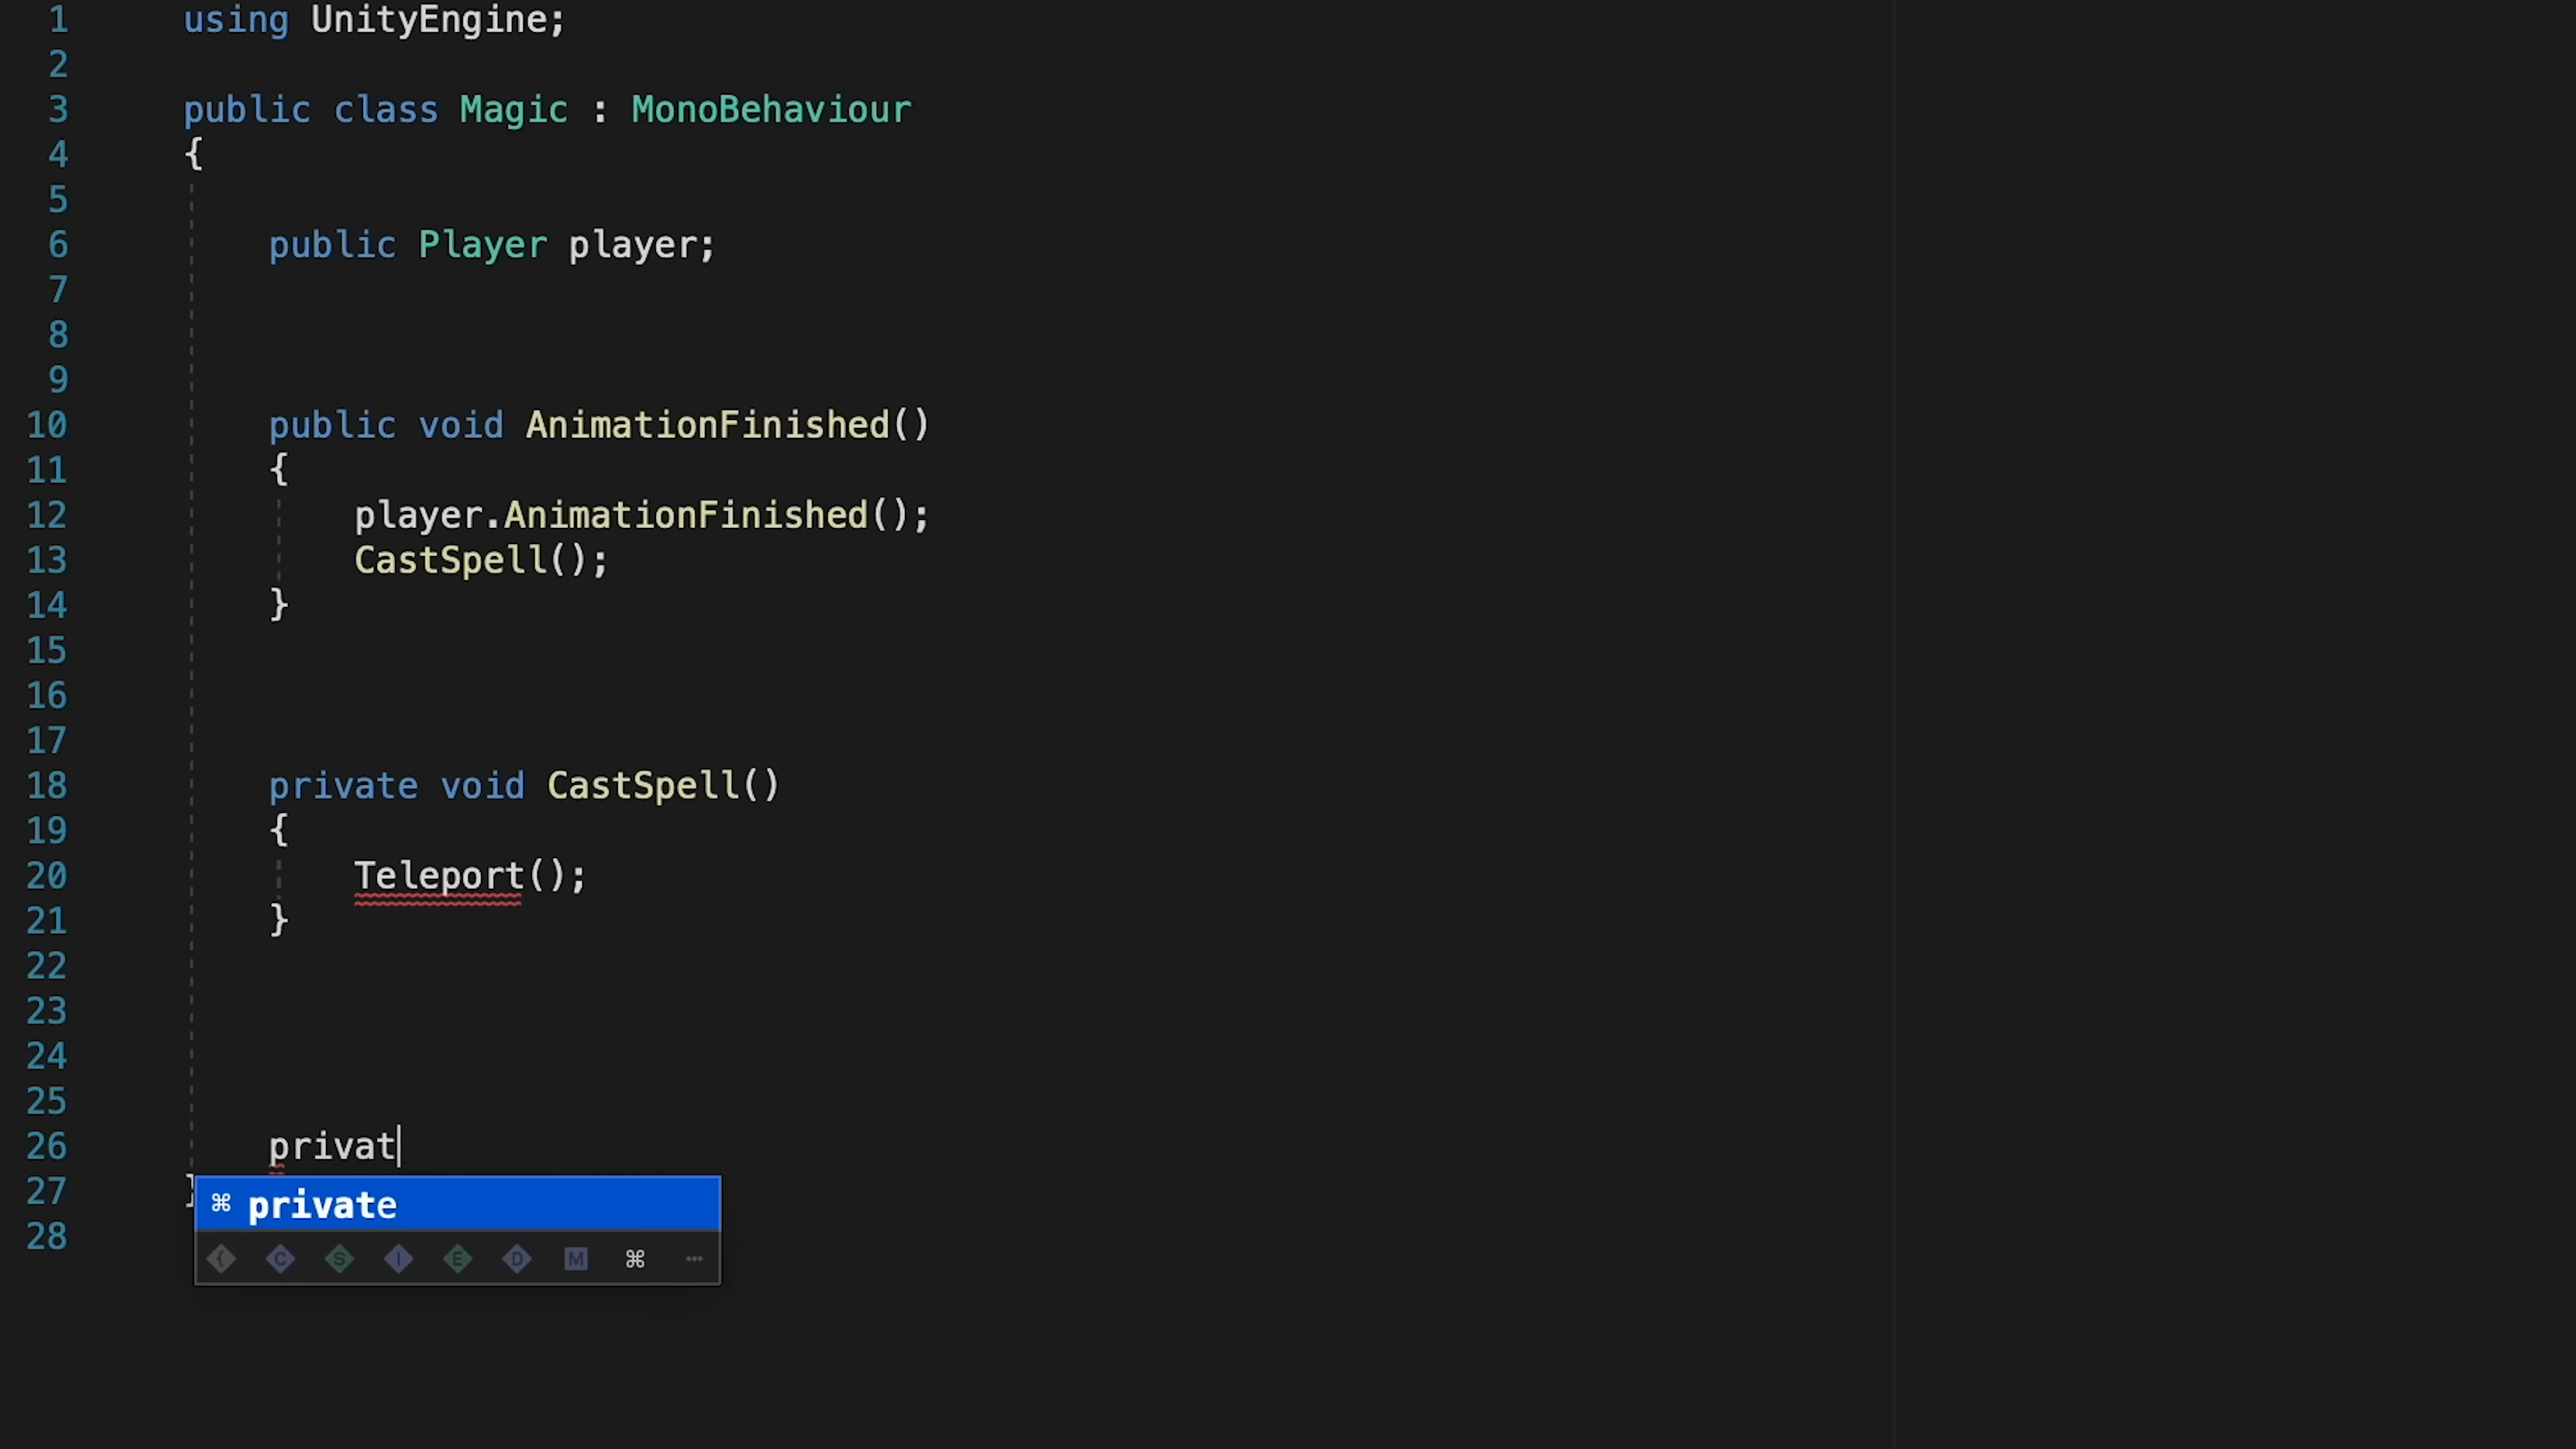 1 using UnityEngine;
2
3 public class Magic : MonoBehaviour
4 {
5
6 public Player player;
7
8
9
10 public void AnimationFinished()
11 {
12 player.AnimationFinished();
13 CastSpell();
14 }
15
16
17
18 private void CastSpell()
19 {
20 Teleport();
21 }
22
23
24
25
26 privat
27 }
⌘ private
28
{ C S I E D M ⌘ ···